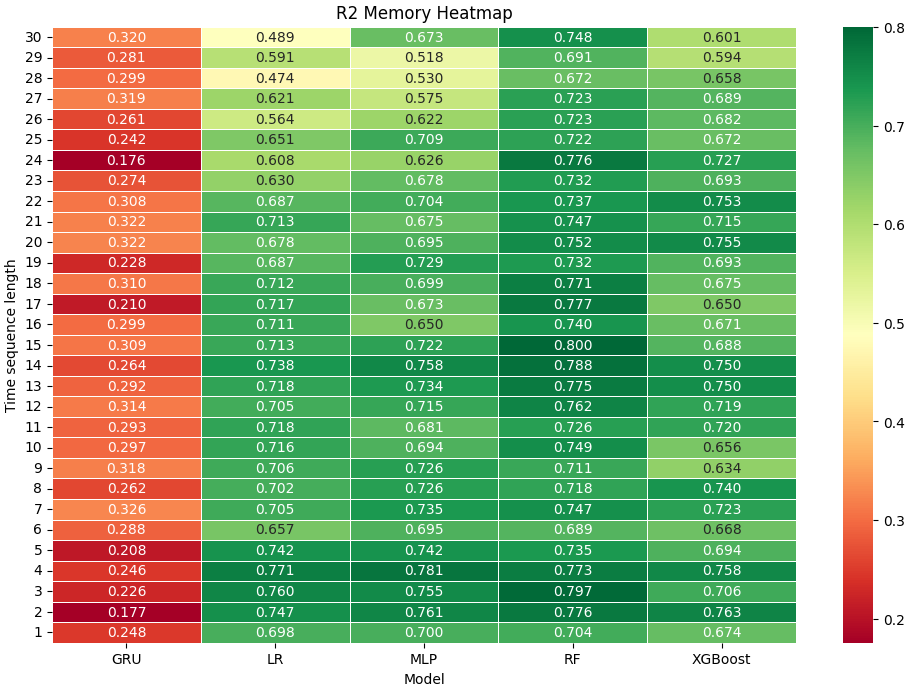 R2 Memory Heatmap
30 0.320 0.489 0.673 0.748 0.601
29 0.281 0.591 0.518 0.691 0.594
28 0.299 0.474 0.530 0.672 0.658
27 0.319 0.621 0.575 0.723 0.689
26 0.261 0.564 0.622 0.723 0.682
25 0.242 0.651 0.709 0.722 0.672
24 0.176 0.608 0.626 0.776 0.727
23 0.274 0.630 0.678 0.732 0.693
22 0.308 0.687 0.704 0.737 0.753
21 0.322 0.713 0.675 0.747 0.715
20 0.322 0.678 0.695 0.752 0.755
19 0.228 0.687 0.729 0.732 0.693
18 0.310 0.712 0.699 0.771 0.675
17 0.210 0.717 0.673 0.777 0.650
16 0.299 0.711 0.650 0.740 0.671
15 0.309 0.713 0.722 0.800 0.688
14 0.264 0.738 0.758 0.788 0.750
13 0.292 0.718 0.734 0.775 0.750
12 0.314 0.705 0.715 0.762 0.719
11 0.293 0.718 0.681 0.726 0.720
10 0.297 0.716 0.694 0.749 0.656
9 0.318 0.706 0.726 0.711 0.634
8 0.262 0.702 0.726 0.718 0.740
7 0.326 0.705 0.735 0.747 0.723
6 0.288 0.657 0.695 0.689 0.668
5 0.208 0.742 0.742 0.735 0.694
4 0.246 0.771 0.781 0.773 0.758
3 0.226 0.760 0.755 0.797 0.706
2 0.177 0.747 0.761 0.776 0.763
1 0.248 0.698 0.700 0.704 0.674
GRU LR MLP RF XGBoost
Model
Time sequence length
0.8
0.7
0.6
0.5
0.4
0.3
0.2